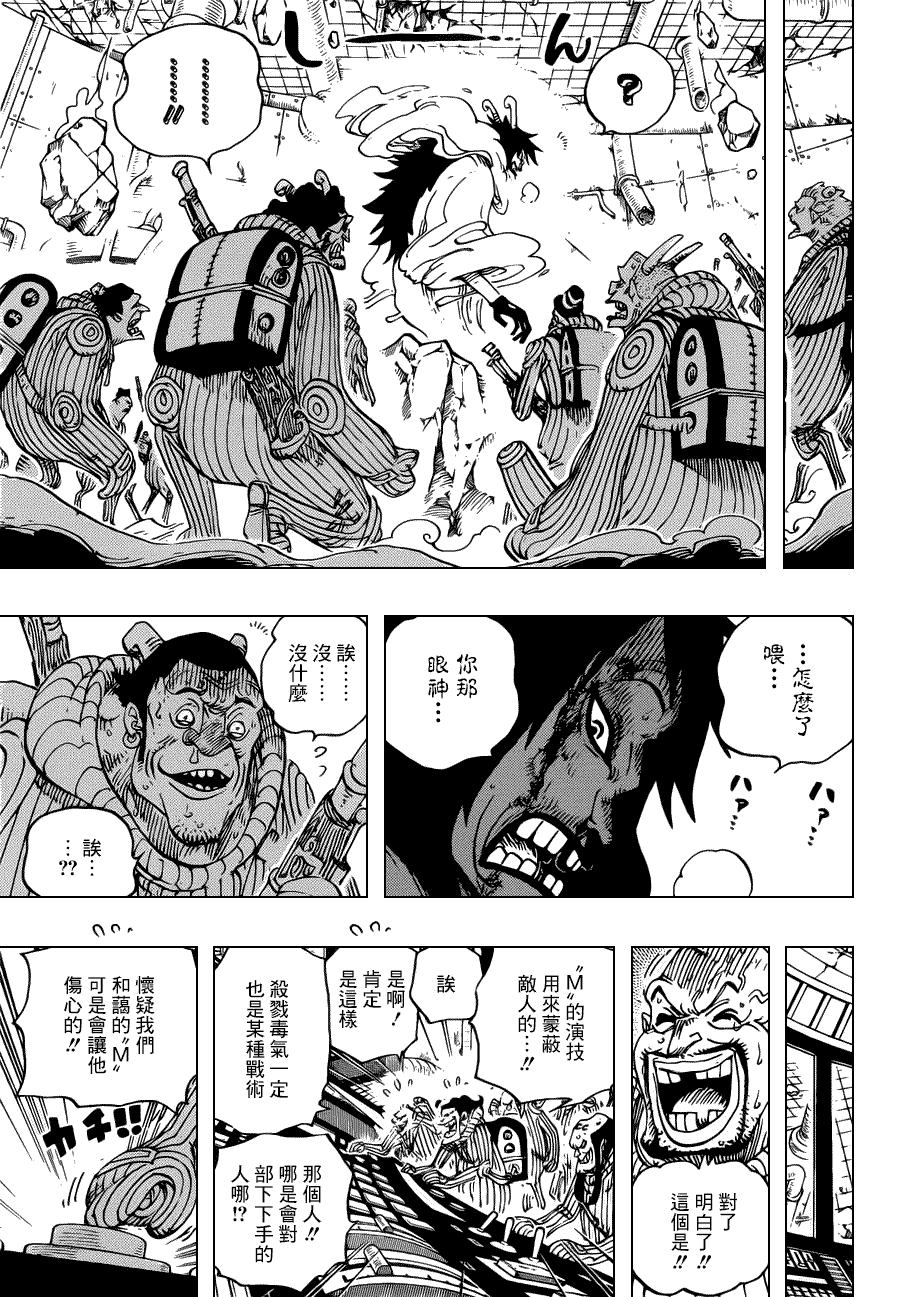 ？
ん
し
………
………!!
…怎麼了
喂…
你那
眼神…
ハァ…
ハァ…
誒……
沒……
沒什麼
誒…
…??
對了
明白了!!
這個是!!
〝M〞的演技
用來蒙蔽
敵人的…!!
誒
是啊!
肯定
是這樣
殺戮毒氣一定
也是某種戰術
那個人!!
哪是會對
部下下手的
人哪!?
懷疑我們
和藹的〝M〞
可是會讓他
傷心的!!
カチ!!